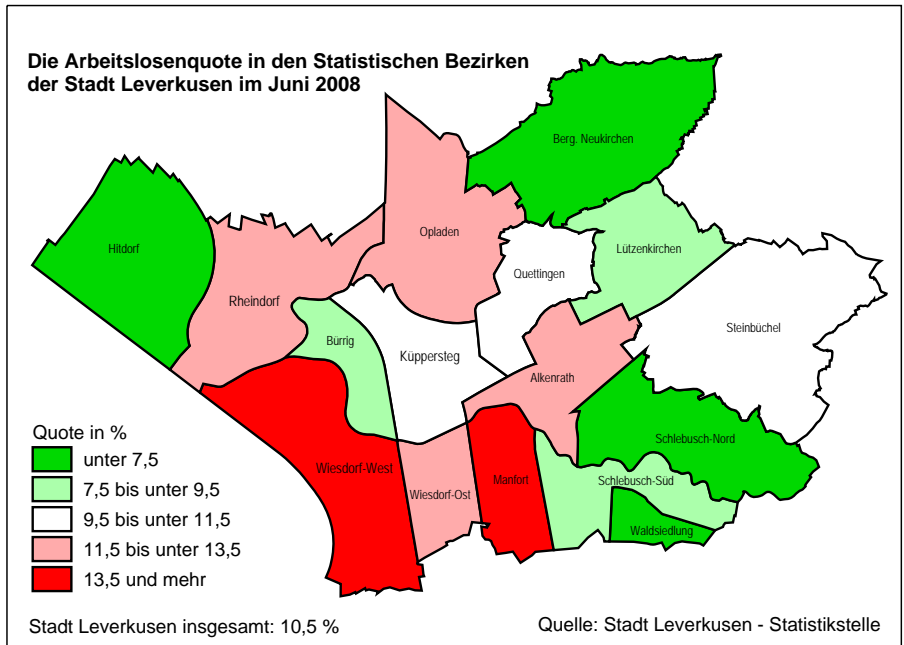 Die Arbeitslosenquote in den Statistischen Bezirken
der Stadt Leverkusen im Juni 2008
Berg. Neukirchen
Hitdorf
Opladen
Lützenkirchen
Quettingen
Rheindorf
Steinbüchel
Bürrig
Küppersteg
Alkenrath
Schlebusch-Nord
Wiesdorf-West
Manfort
Schlebusch-Süd
Wiesdorf-Ost
Waldsiedlung
Quote in %
unter 7,5
7,5 bis unter 9,5
9,5 bis unter 11,5
11,5 bis unter 13,5
13,5 und mehr
Stadt Leverkusen insgesamt: 10,5 %
Quelle: Stadt Leverkusen - Statistikstelle